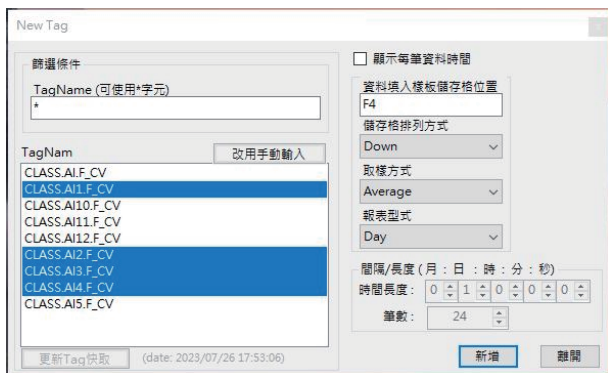 New Tag
篩選條件
TagName (可使用*字元)
*
TagNam
改用手動輸入
CLASS.AI.F_CV
CLASS.AI1.F_CV
CLASS.AI10.F_CV
CLASS.AI11.F_CV
CLASS.AI12.F_CV
CLASS.AI2.F_CV
CLASS.AI3.F_CV
CLASS.AI4.F_CV
CLASS.AI5.F_CV
更新Tag快取
(date: 2023/07/26 17:53:06)
顯示每筆資料時間
資料填入樣板儲存格位置
F4
儲存格排列方式
Down
取樣方式
Average
報表型式
Day
間隔/長度 ( 月 : 日 : 時 : 分 : 秒)
時間長度: 0 1 0 0 0
筆數: 24
新增
離開